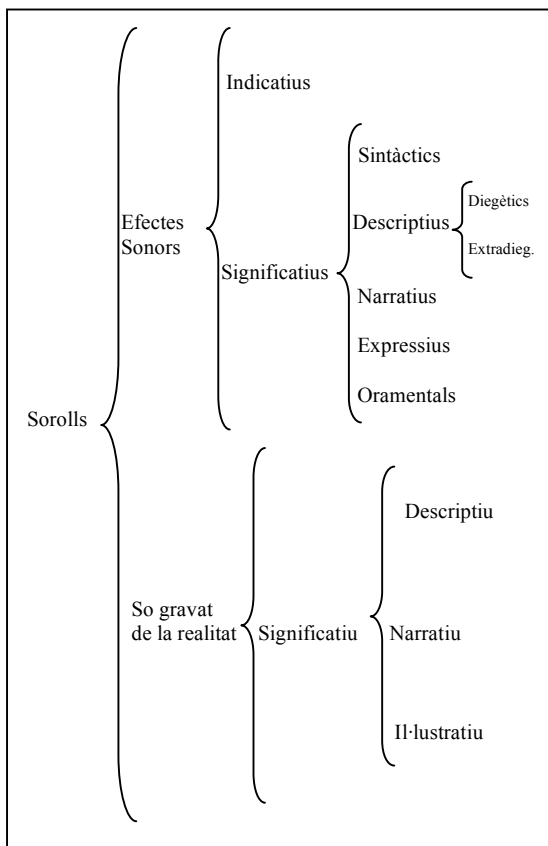 Indicatius
Sintàctics
Diegètics
Efectes
Sonors
Descriptius
Extradieg.
Significatius
Narratius
Expressius
Oramentals
Sorolls
Descriptiu
So gravat
de la realitat
Significatiu
Narratiu
Il·lustratiu